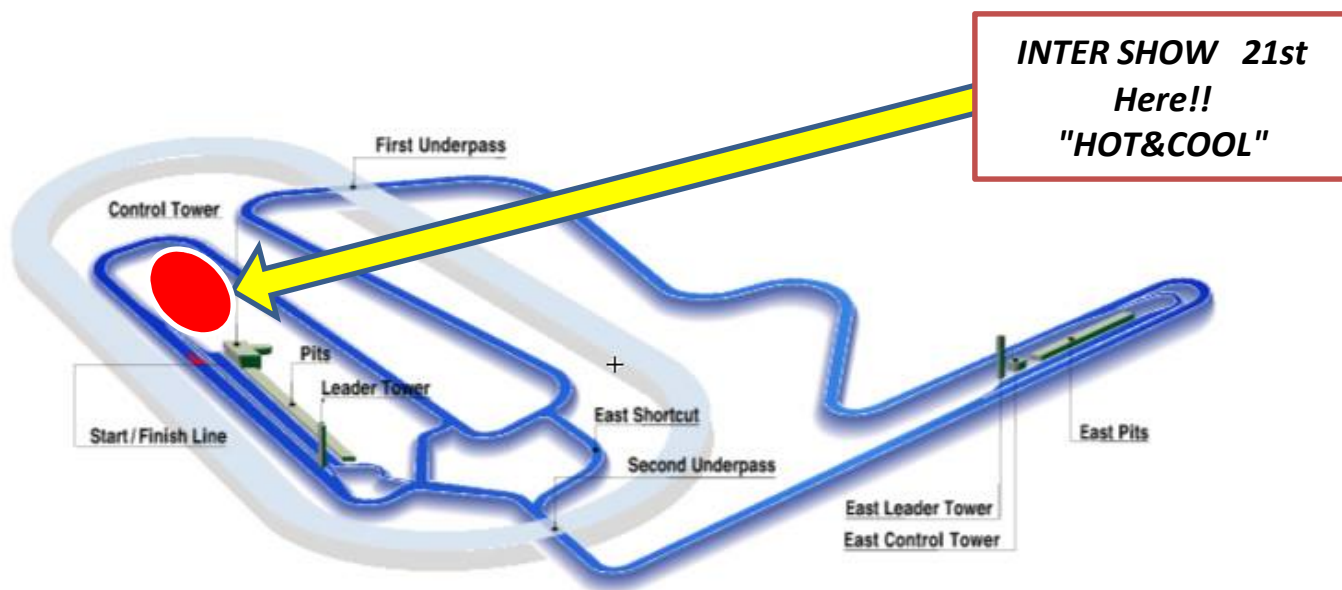 INTER SHOW 21st
Here!!
"HOT&COOL"
First Underpass
Control Tower
Pits
Leader Tower
Start/Finish Line
East Shortcut
Second Underpass
East Pits
East Leader Tower
East Control Tower